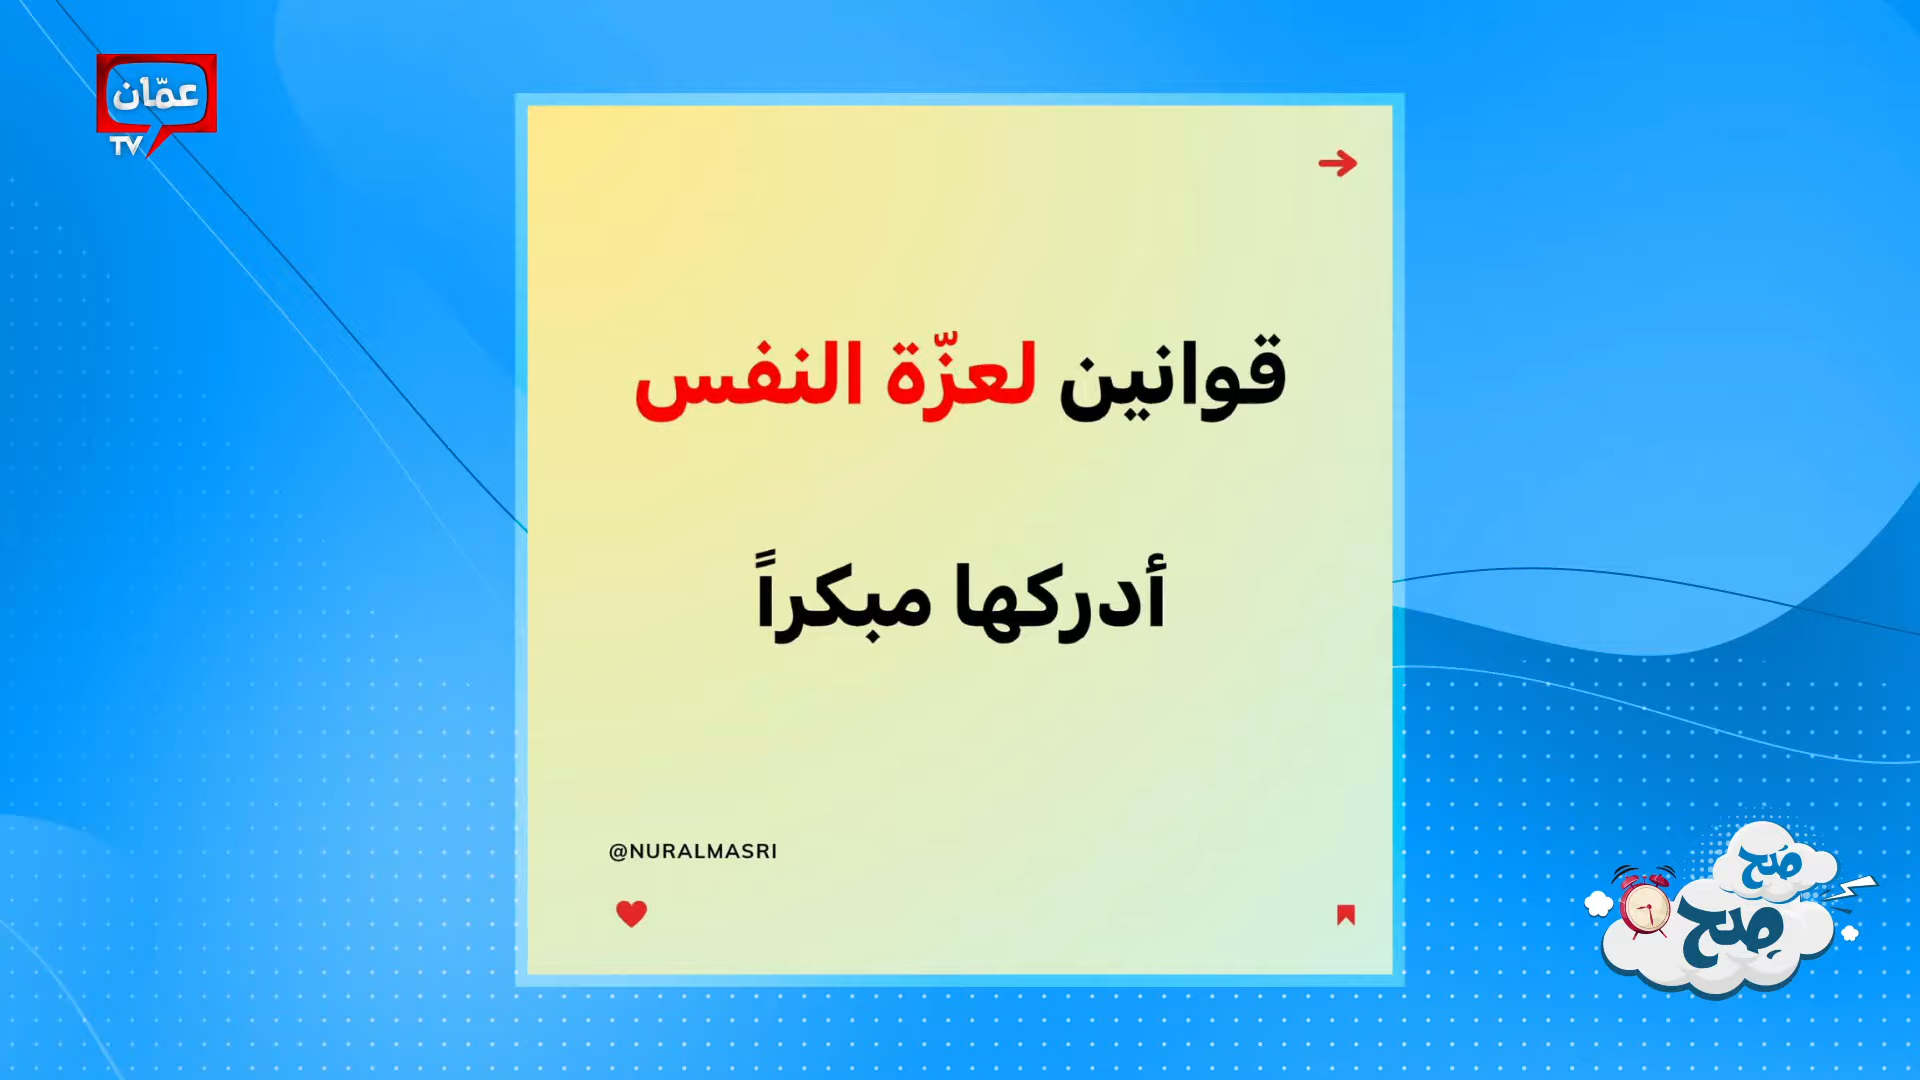 عمّان
TV
قوانين لعزّة النفس
أدركها مبكراً
@NURALMASRI
صَح
صِح